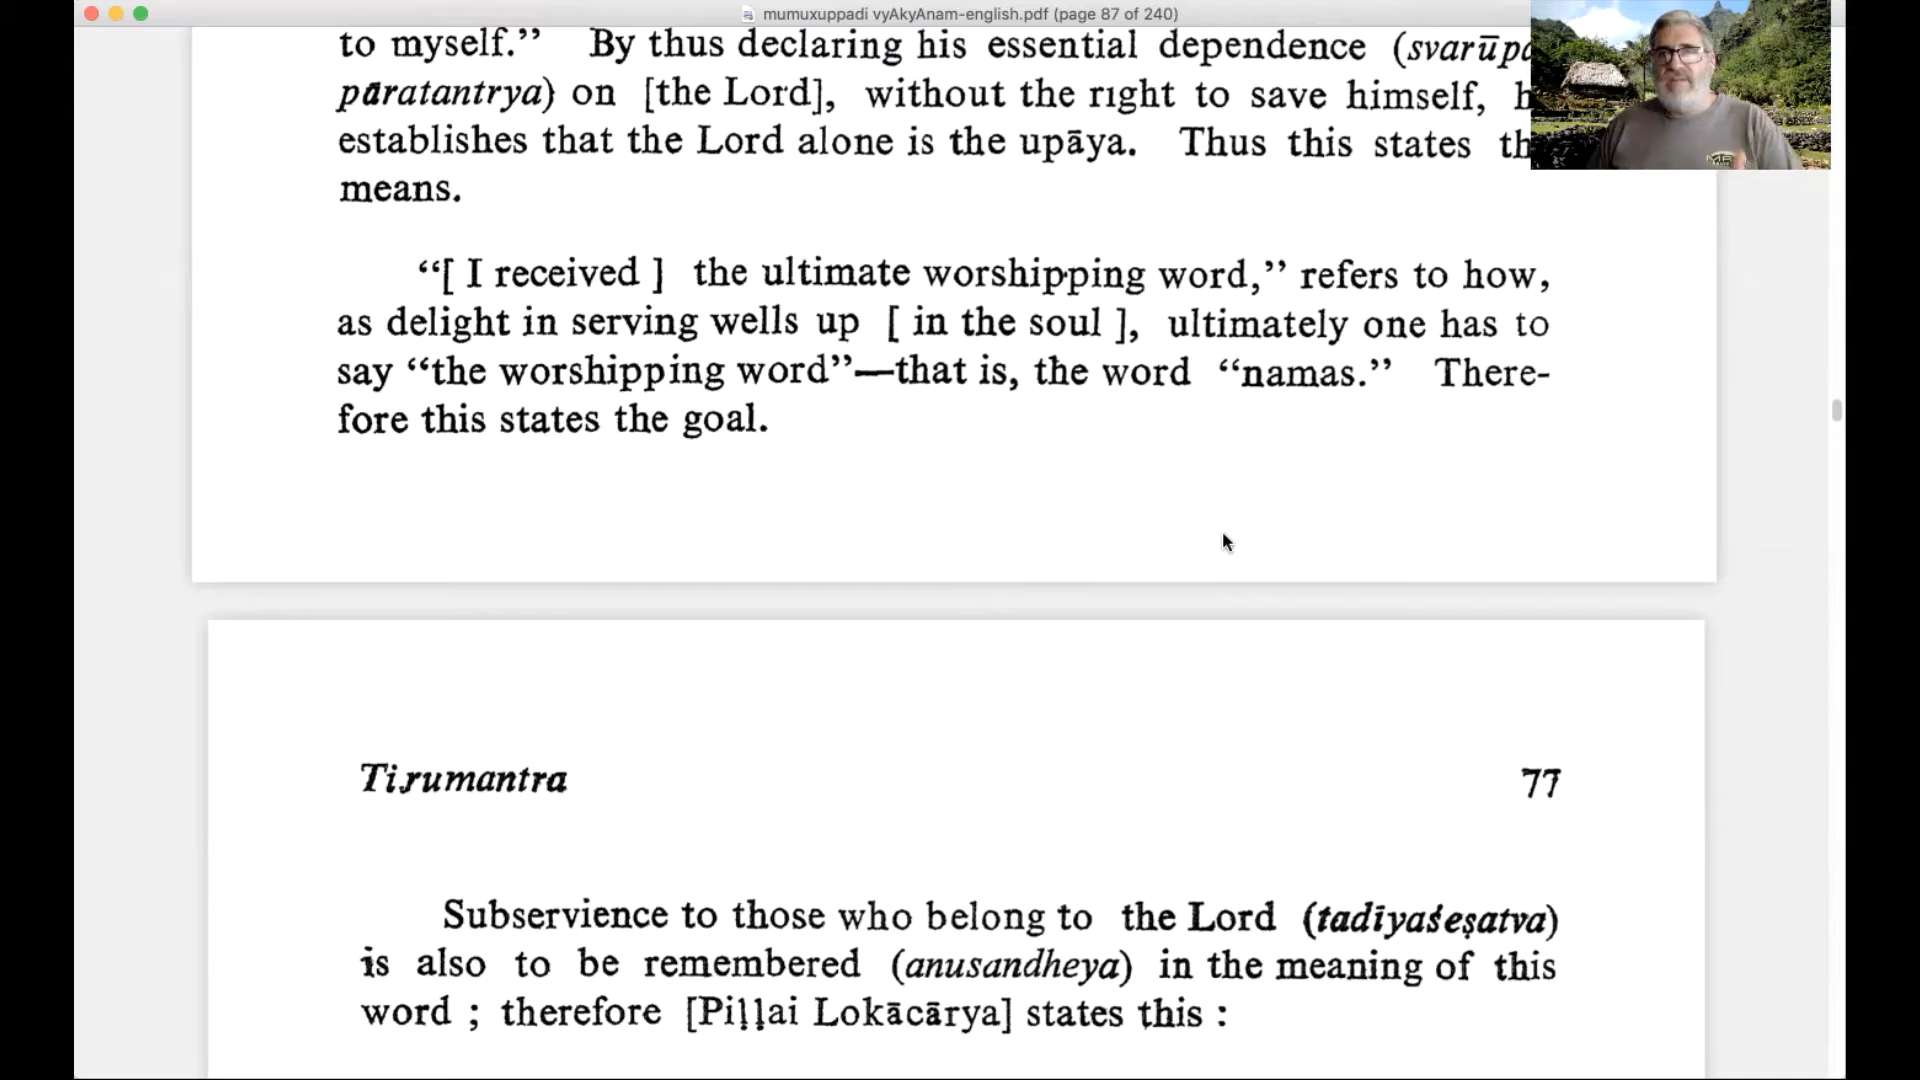 mumuxuppadi vyAkyAnam-english.pdf (page 87 of 240)
to myself.” By thus declaring his essential dependence (svarūpa
pāratantrya) on [the Lord], without the right to save himself,
establishes that the Lord alone is the upāya. Thus this states
means.
“[ I received ] the ultimate worshipping word,” refers to how,
as delight in serving wells up [ in the soul ], ultimately one has to
say “the worshipping word”—that is, the word “namas.” There-
fore this states the goal.
Tirumantra 77
Subservience to those who belong to the Lord (tadīyaśeṣatva)
is also to be remembered (anusandheya) in the meaning of this
word ; therefore [Piḷḷai Lokācārya] states this :